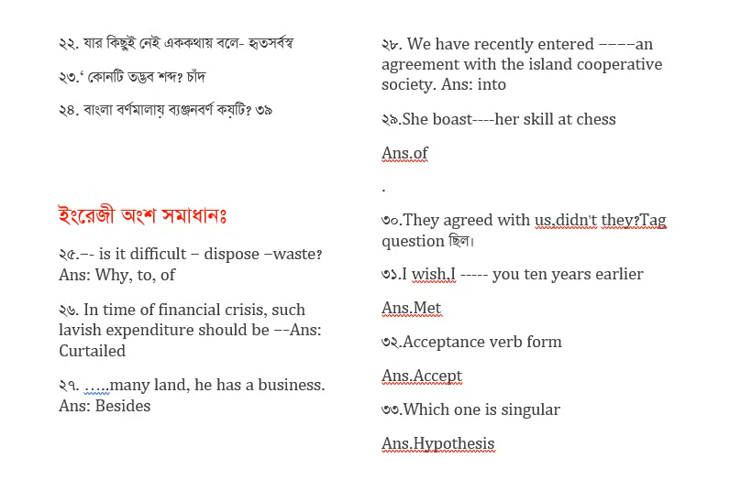 ২২. যার কিছুই নেই এককথায় বলে- হৃতসর্বস্ব
২৩.‘ কোনটি তদ্ভব শব্দ? চাঁদ
২৪. বাংলা বর্ণমালায় ব্যঞ্জনবর্ণ কয়টি? ৩৯
ইংরেজী অংশ সমাধানঃ
২৫.–- is it difficult – dispose –waste?
Ans: Why, to, of
২৬. In time of financial crisis, such
lavish expenditure should be –-Ans:
Curtailed
২৭. …..many land, he has a business.
Ans: Besides
২৮. We have recently entered ––––an
agreement with the island cooperative
society. Ans: into
২৯.She boast----her skill at chess
Ans.of
.
৩০.They agreed with us,didn't they?Tag
question ছিল।
৩১.I wish,I ----- you ten years earlier
Ans.Met
৩২.Acceptance verb form
Ans.Accept
৩৩.Which one is singular
Ans.Hypothesis